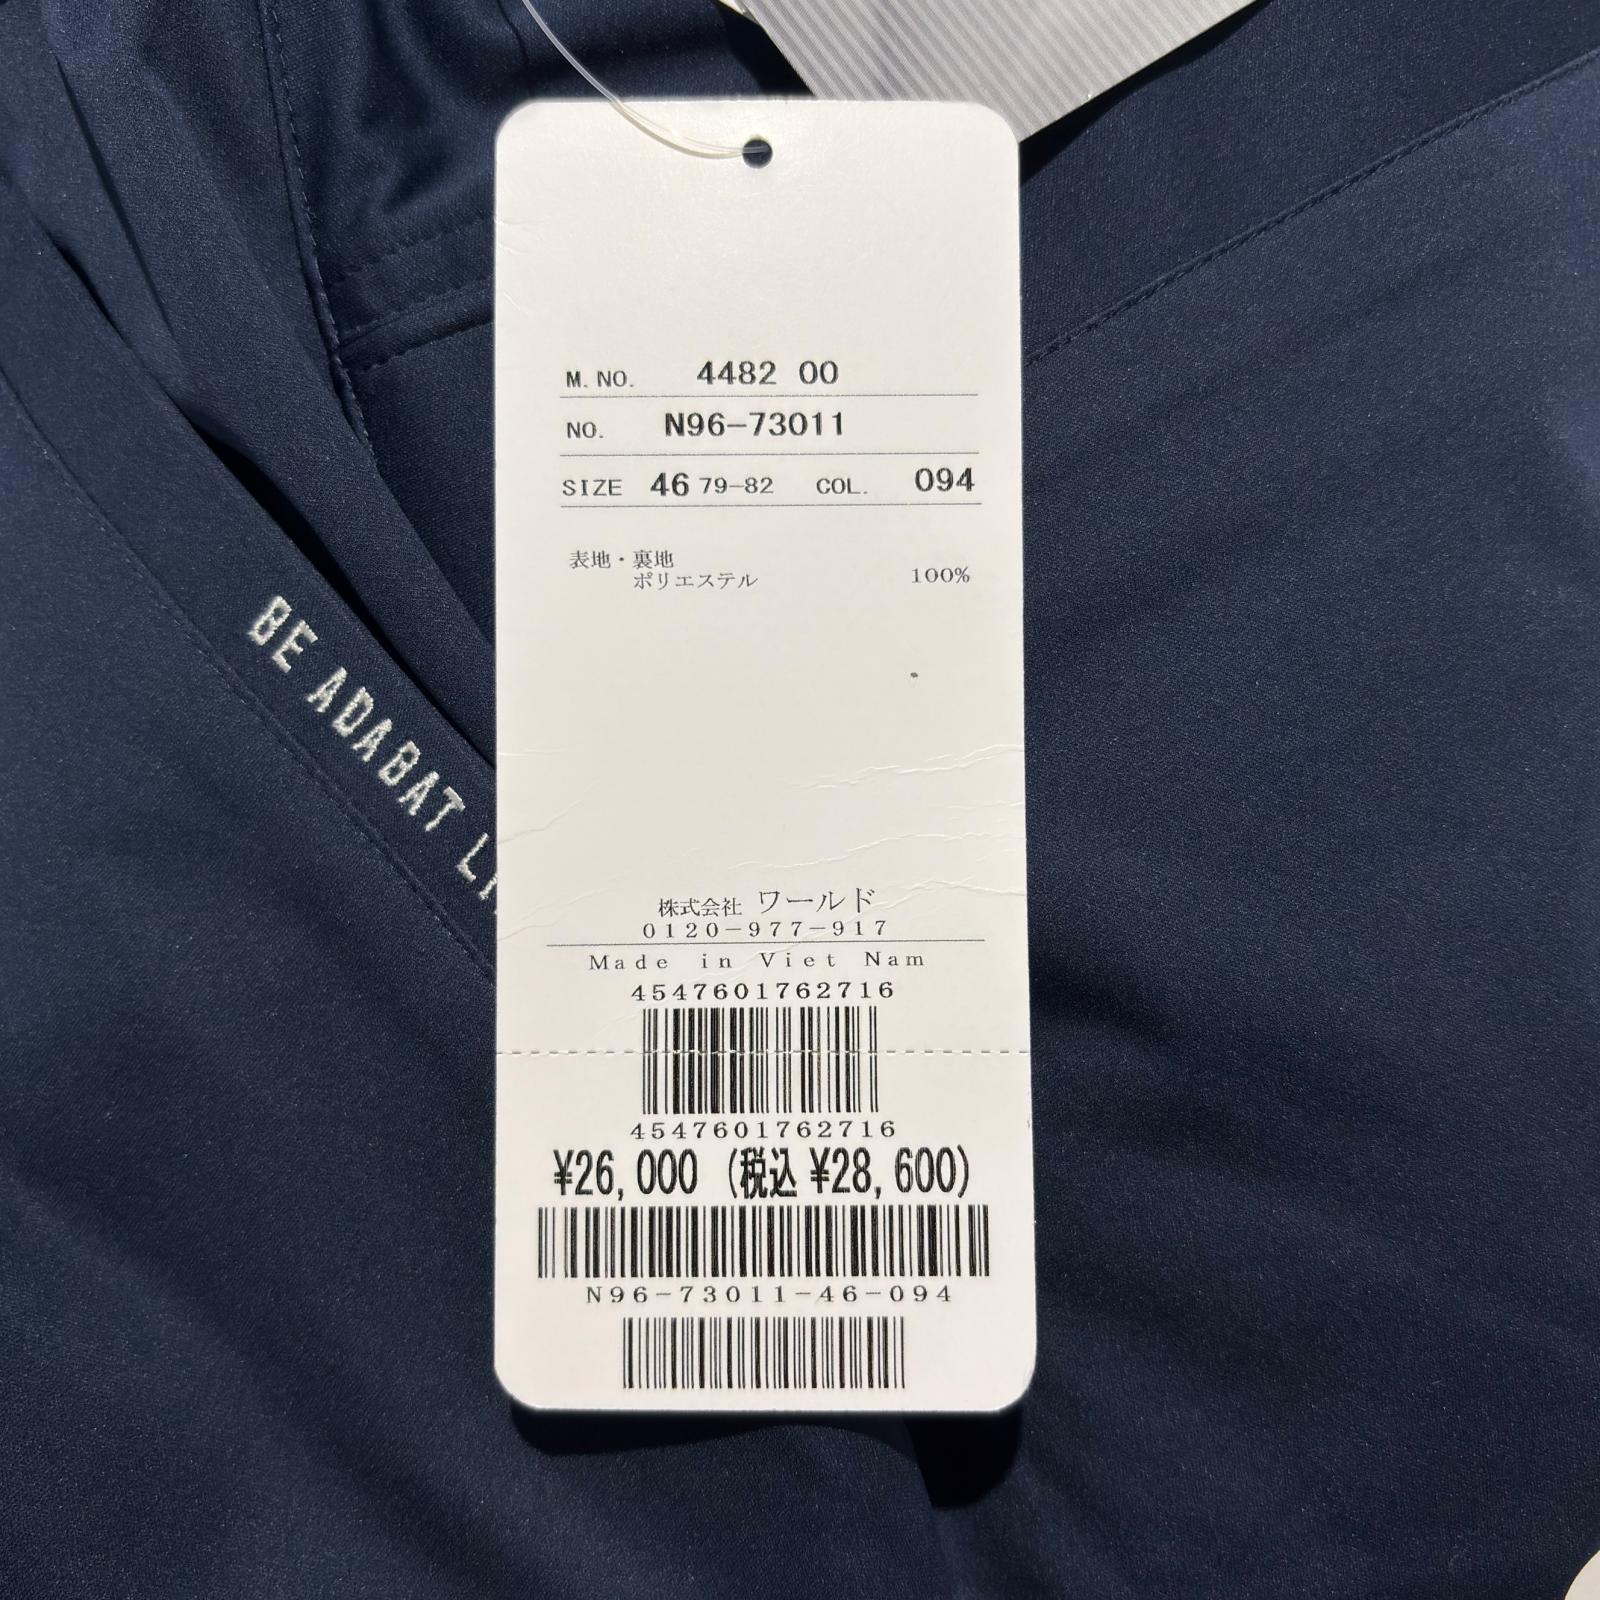 BE ADABAT
M. NO. 4482 00
NO. N96-73011
SIZE 46 79-82 COL. 094
表地・裏地
ポリエステル 100%
株式会社 ワールド
0120-977-917
Made in Viet Nam
4547601762716
4547601762716
¥26,000 (税込 ¥28,600)
N96-73011-46-094